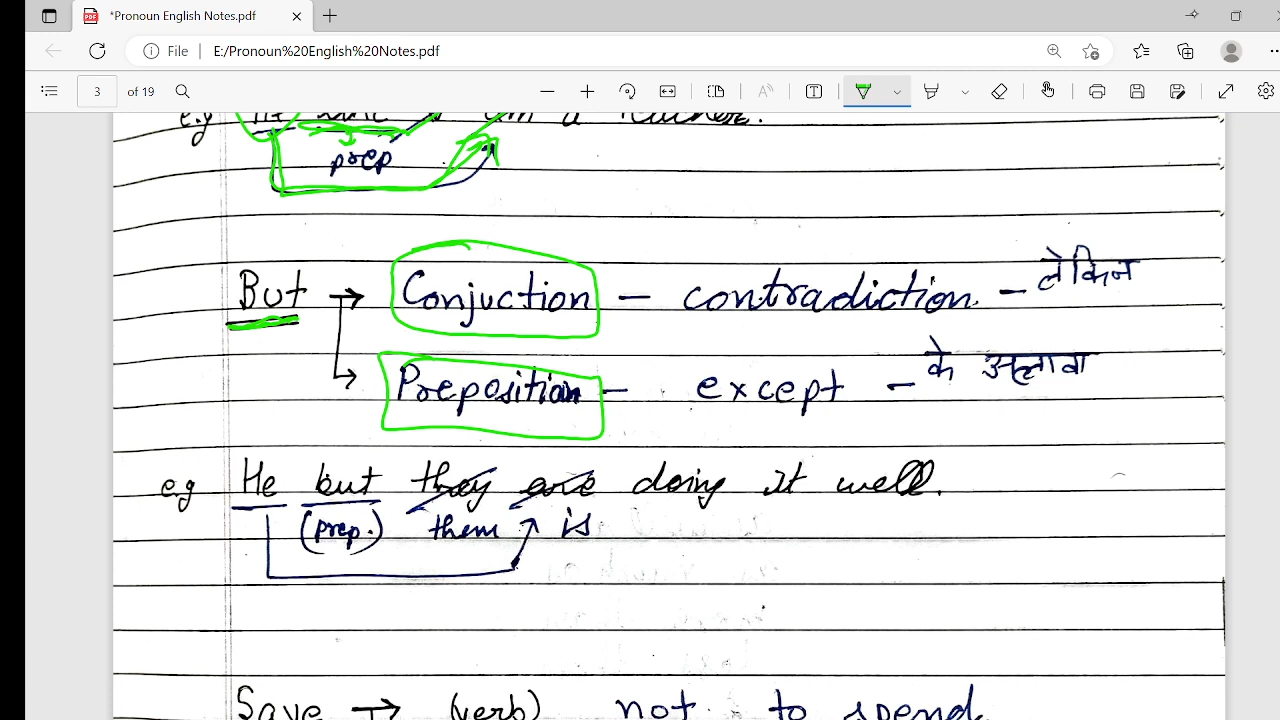 *Pronoun English Notes.pdf
File E:/Pronoun%20English%20Notes.pdf
3 of 19
e.g a teacher.
prep
But → Conjuction – contradiction. – लेकिन
→ Preposition – except – के अलावा
e.g He but they are doing it well.
(prep.) them is
Save → (verb) not to spend